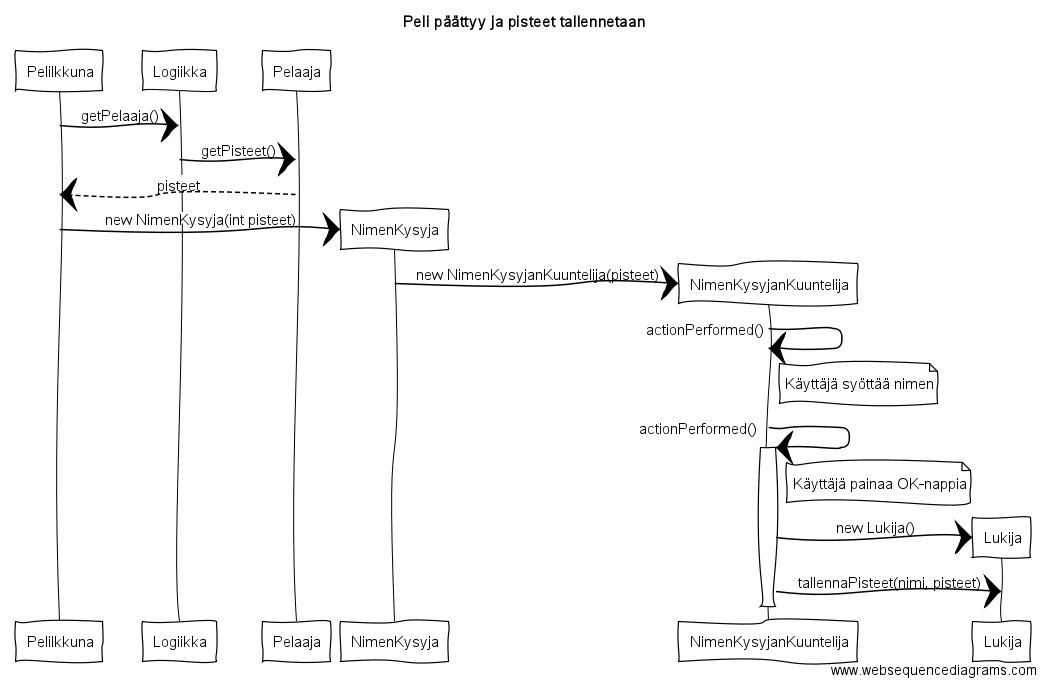 Peli päättyy ja pisteet tallennetaan
PeliIkkuna
Logiikka
Pelaaja
getPelaaja()
getPisteet()
pisteet
new NimenKysyja(int pisteet)
NimenKysyja
new NimenKysyjanKuuntelija(pisteet)
NimenKysyjanKuuntelija
actionPerformed()
Käyttäjä syöttää nimen
actionPerformed()
Käyttäjä painaa OK-nappia
new Lukija()
Lukija
tallennaPisteet(nimi, pisteet)
PeliIkkuna
Logiikka
Pelaaja
NimenKysyja
NimenKysyjanKuuntelija
Lukija
www.websequencediagrams.com